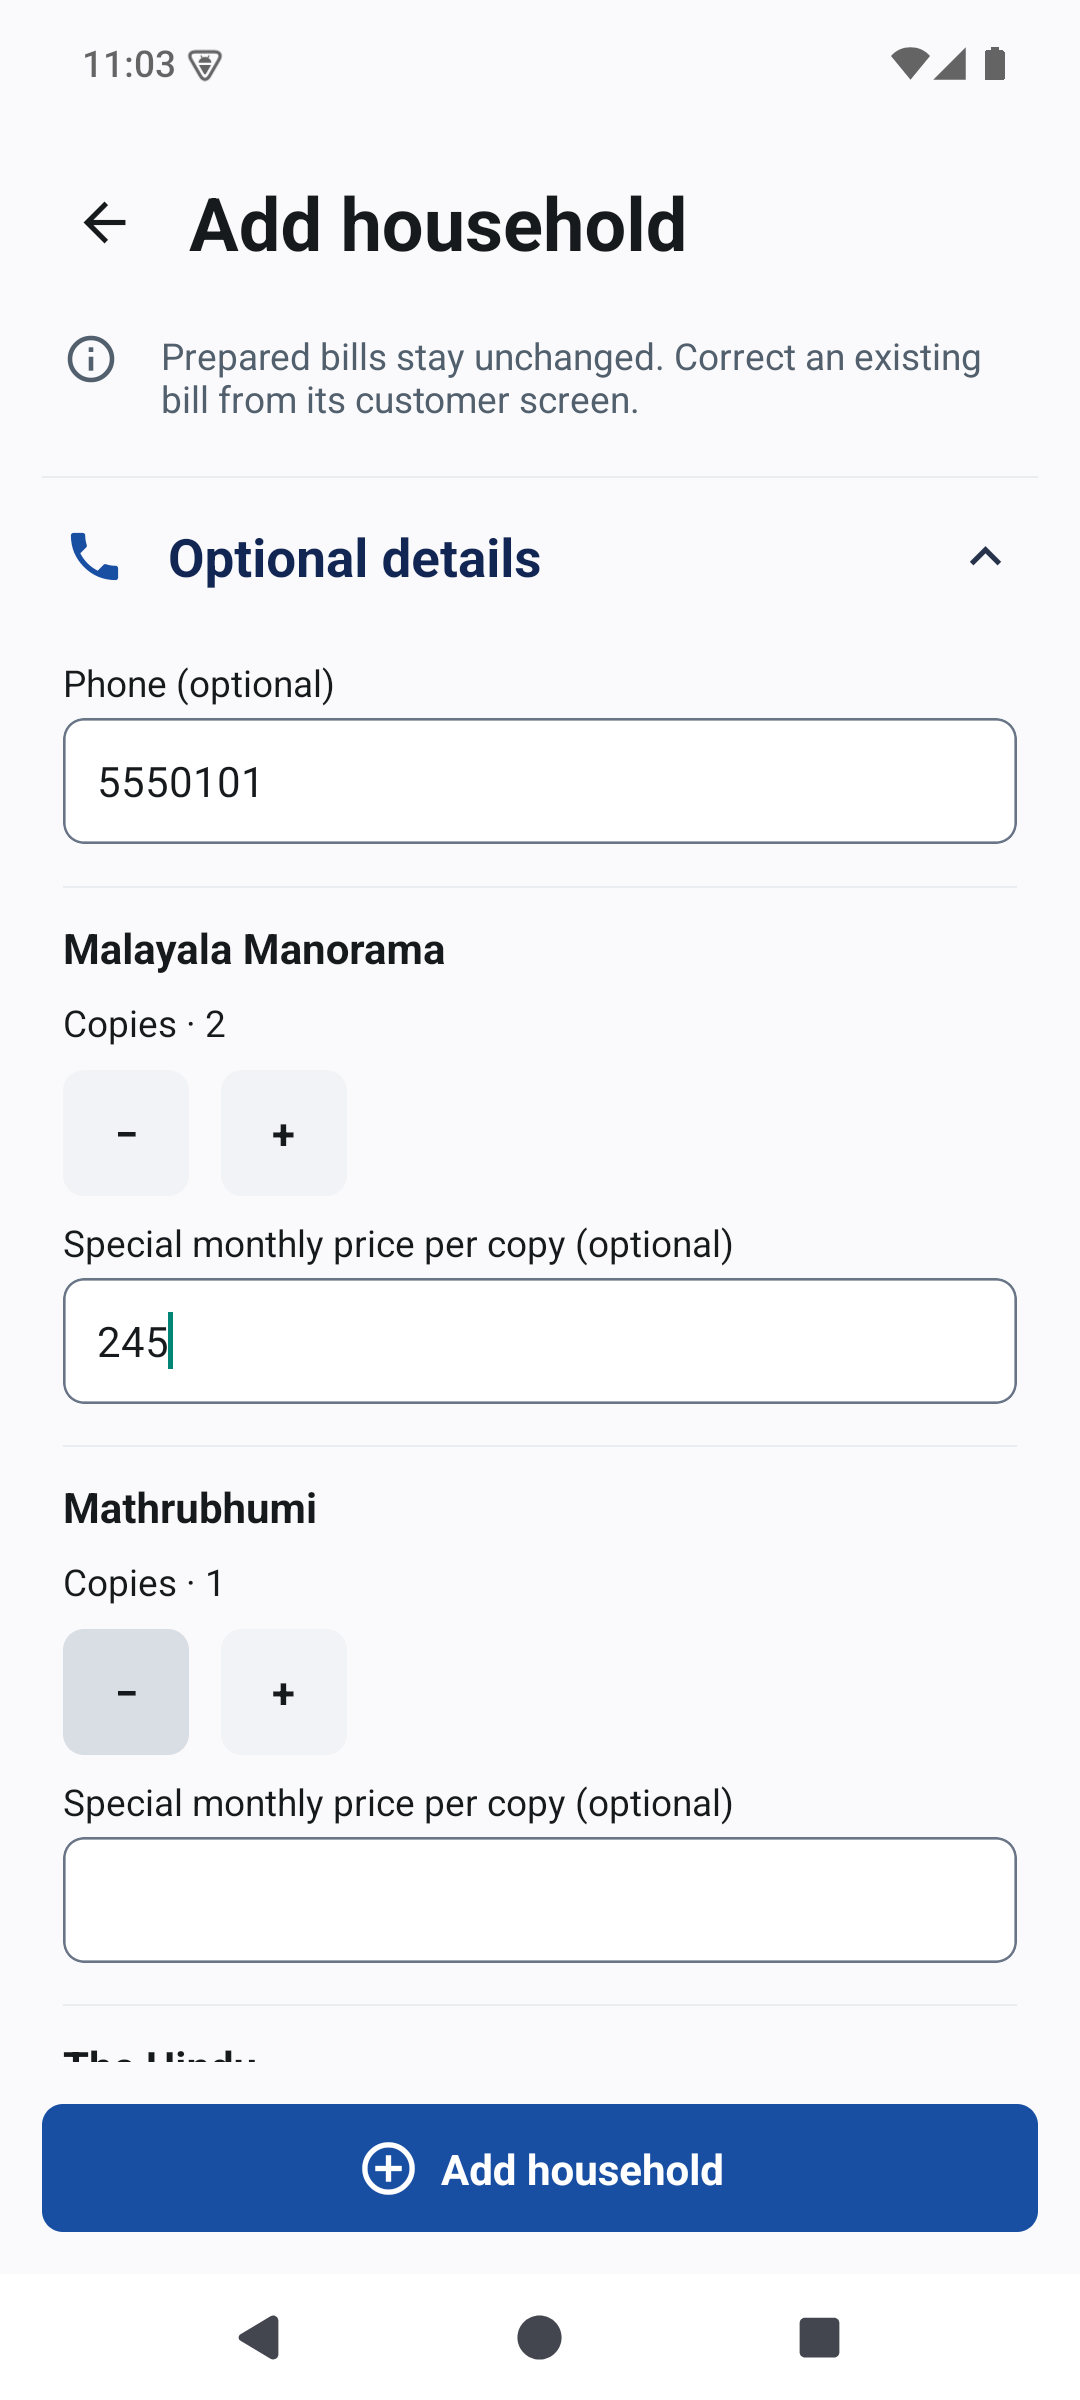 11:03
Add household
Prepared bills stay unchanged. Correct an existing
bill from its customer screen.
Optional details
Phone (optional)
5550101
Malayala Manorama
Copies · 2
− +
Special monthly price per copy (optional)
245
Mathrubhumi
Copies · 1
− +
Special monthly price per copy (optional)
The Hindu
Add household